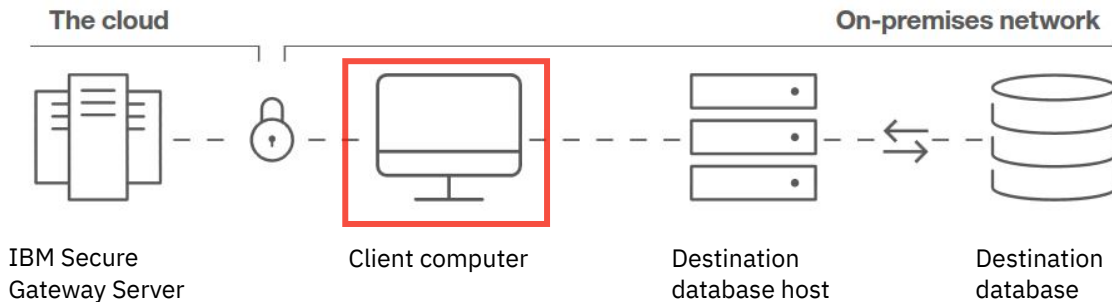 The cloud
On-premises network
IBM Secure
Gateway Server
Client computer
Destination
database host
Destination
database